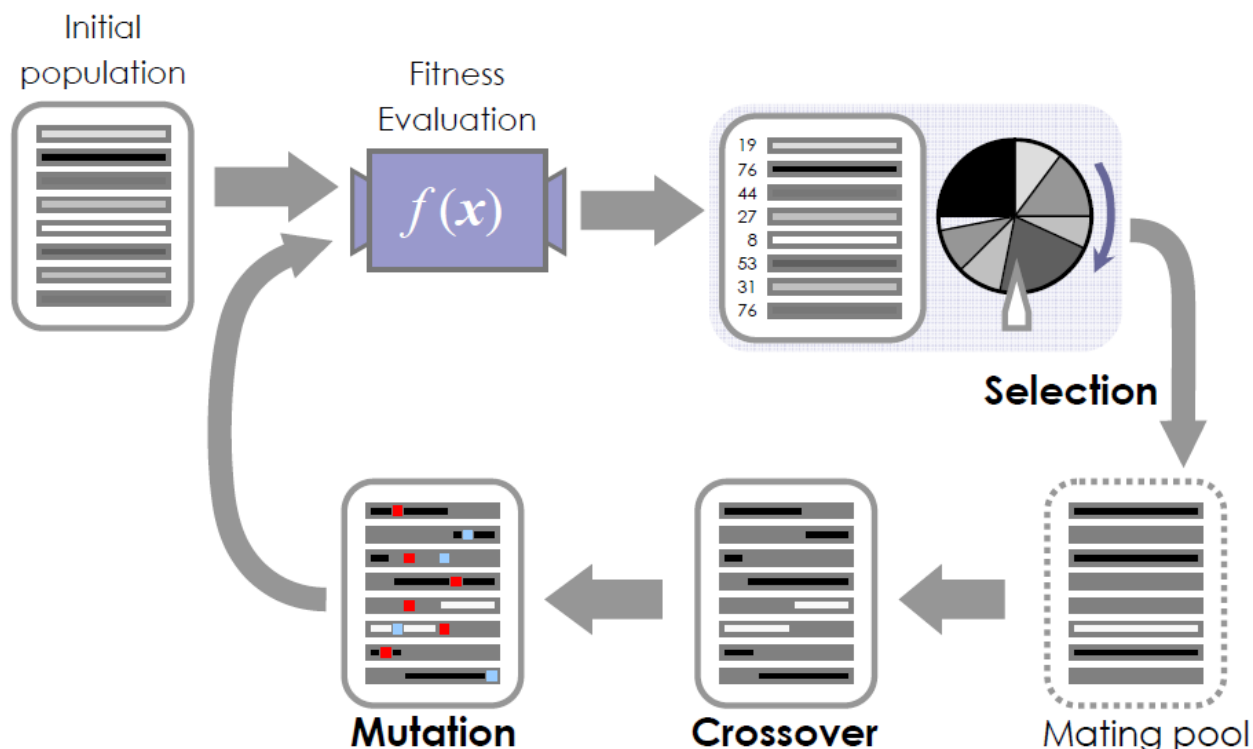 Initial
population
Fitness
Evaluation
f(x)
19
76
44
27
8
53
31
76
Selection
Mutation
Crossover
Mating pool